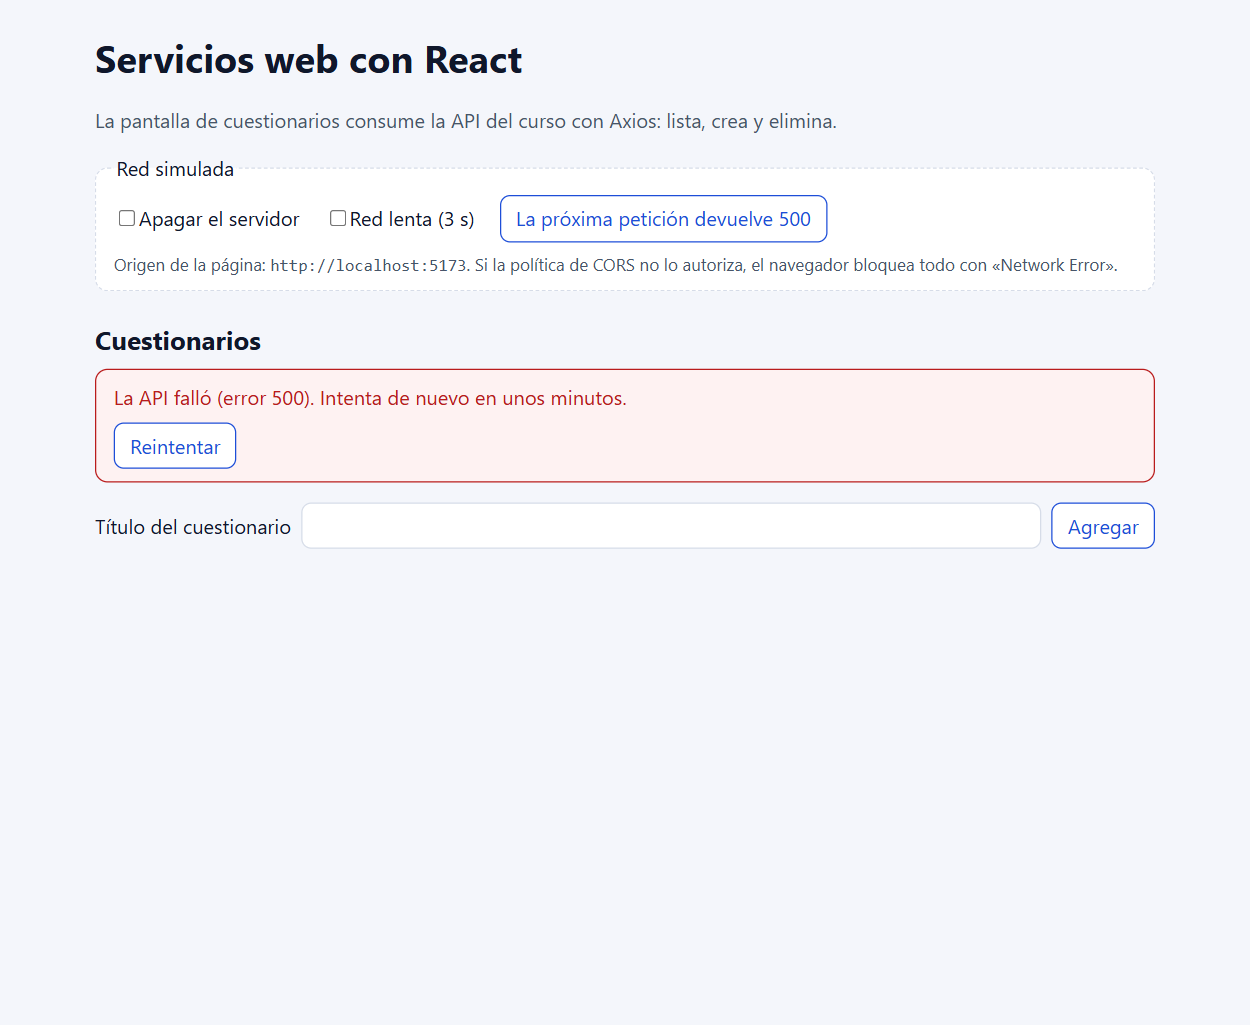 Servicios web con React
La pantalla de cuestionarios consume la API del curso con Axios: lista, crea y elimina.
Red simulada
Apagar el servidor
Red lenta (3 s)
La próxima petición devuelve 500
Origen de la página: http://localhost:5173. Si la política de CORS no lo autoriza, el navegador bloquea todo con «Network Error».
Cuestionarios
La API falló (error 500). Intenta de nuevo en unos minutos.
Reintentar
Título del cuestionario
Agregar